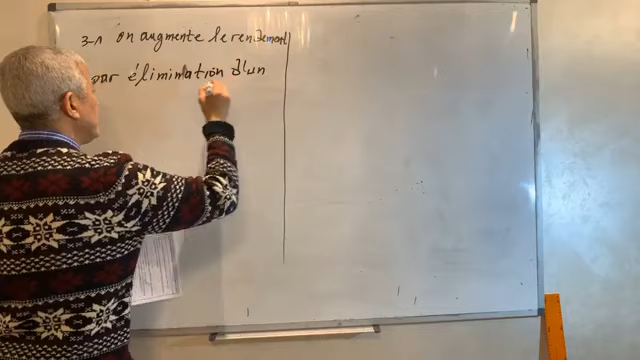 3-1 on augmente le rendement
par élimination d'un